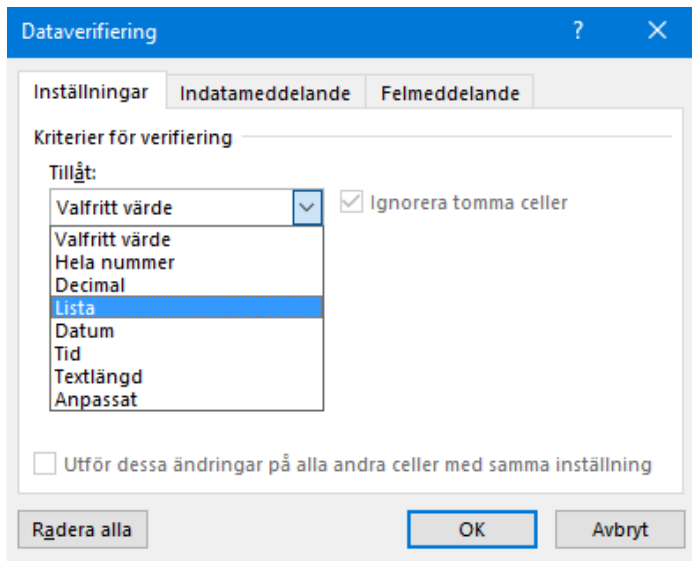 Dataverifiering
Inställningar Indatameddelande Felmeddelande
Kriterier för verifiering
Tillåt:
Valfritt värde Ignorera tomma celler
Valfritt värde
Hela nummer
Decimal
Lista
Datum
Tid
Textlängd
Anpassat
Utför dessa ändringar på alla andra celler med samma inställning
Radera alla OK Avbryt